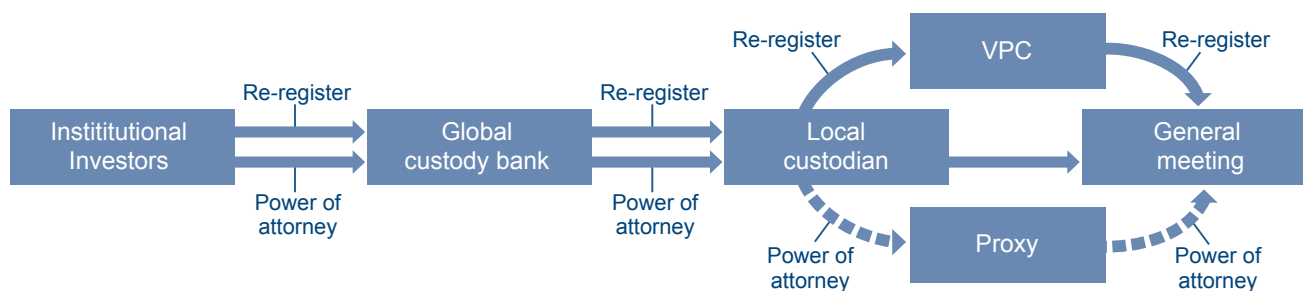 Re-register
VPC
Re-register
Re-register
Re-register
Instititutional
Investors
Global
custody bank
Local
custodian
General
meeting
Power of
attorney
Power of
attorney
Power of
attorney
Proxy
Power of
attorney